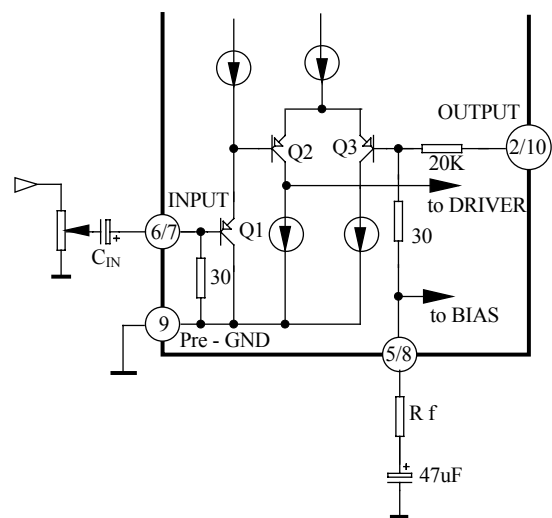 OUTPUT
Q2
Q3
2/10
20K
INPUT
to DRIVER
6/7
Q1
30
C_IN
+
30
9
Pre - GND
to BIAS
5/8
R f
+
47uF